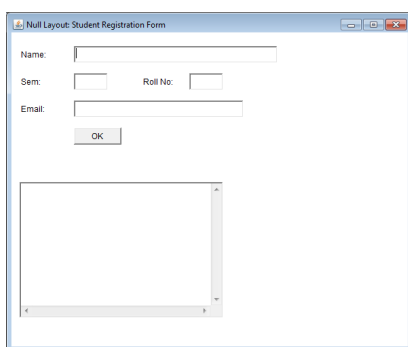 Null Layout: Student Registration Form
Name:
Sem: Roll No:
Email:
OK